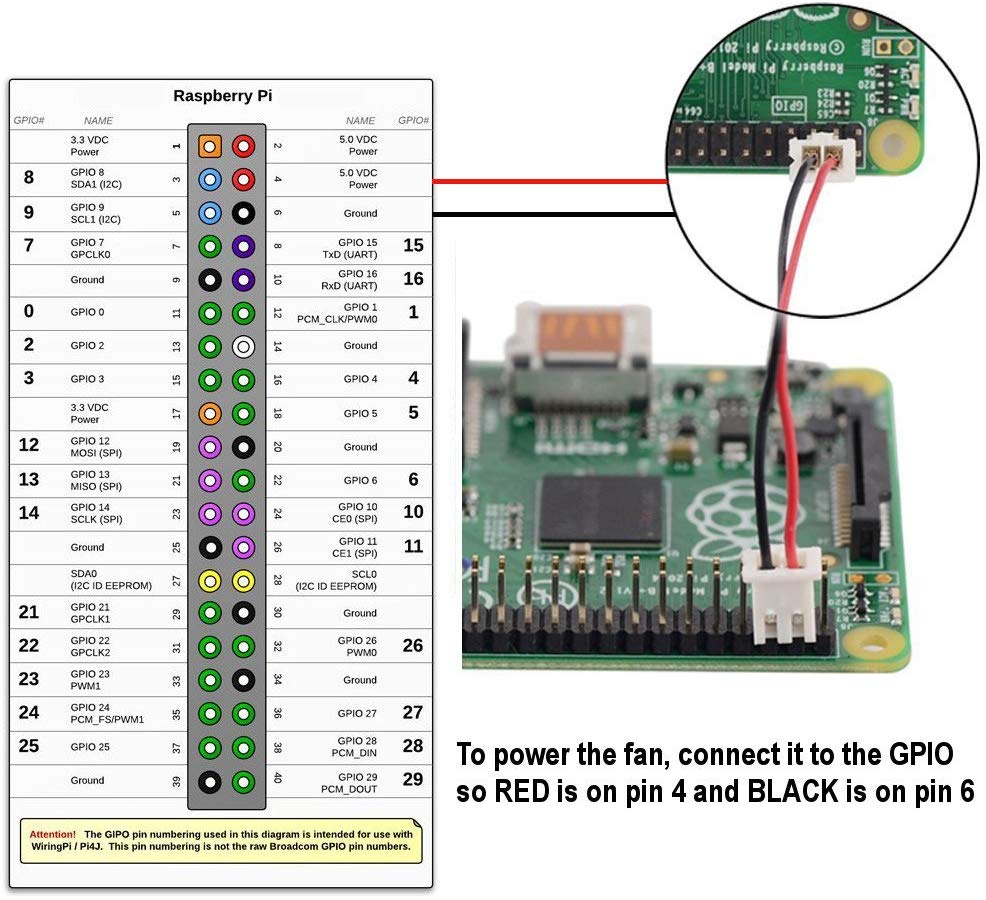 Raspberry Pi
GPIO# NAME NAME GPIO#
3.3 VDC
Power 1 2 5.0 VDC
Power
8 GPIO 8
SDA1 (I2C) 3 4 5.0 VDC
Power
9 GPIO 9
SCL1 (I2C) 5 6 Ground
7 GPIO 7
GPCLK0 7 8 GPIO 15
TxD (UART) 15
Ground 9 10 GPIO 16
RxD (UART) 16
0 GPIO 0 11 12 GPIO 1
PCM_CLK/PWM0 1
2 GPIO 2 13 14 Ground
3 GPIO 3 15 16 GPIO 4 4
3.3 VDC
Power 17 18 GPIO 5 5
12 GPIO 12
MOSI (SPI) 19 20 Ground
13 GPIO 13
MISO (SPI) 21 22 GPIO 6 6
14 GPIO 14
SCLK (SPI) 23 24 GPIO 10
CE0 (SPI) 10
Ground 25 26 GPIO 11
CE1 (SPI) 11
SDA0
(I2C ID EEPROM) 27 28 SCL0
(I2C ID EEPROM)
21 GPIO 21
GPCLK1 29 30 Ground
22 GPIO 22
GPCLK2 31 32 GPIO 26
PWM0 26
23 GPIO 23
PWM1 33 34 Ground
24 GPIO 24
PCM_FS/PWM1 35 36 GPIO 27 27
25 GPIO 25 37 38 GPIO 28
PCM_DIN 28
Ground 39 40 GPIO 29
PCM_DOUT 29
Attention! The GIPO pin numbering used in this diagram is intended for use with
WiringPi / Pi4J. This pin numbering is not the raw Broadcom GPIO pin numbers.
© Raspberry Pi 201
Raspberry Pi Model B+
GPIO
RUN
R23
R24
C65
R20
R7
J8
To power the fan, connect it to the GPIO
so RED is on pin 4 and BLACK is on pin 6